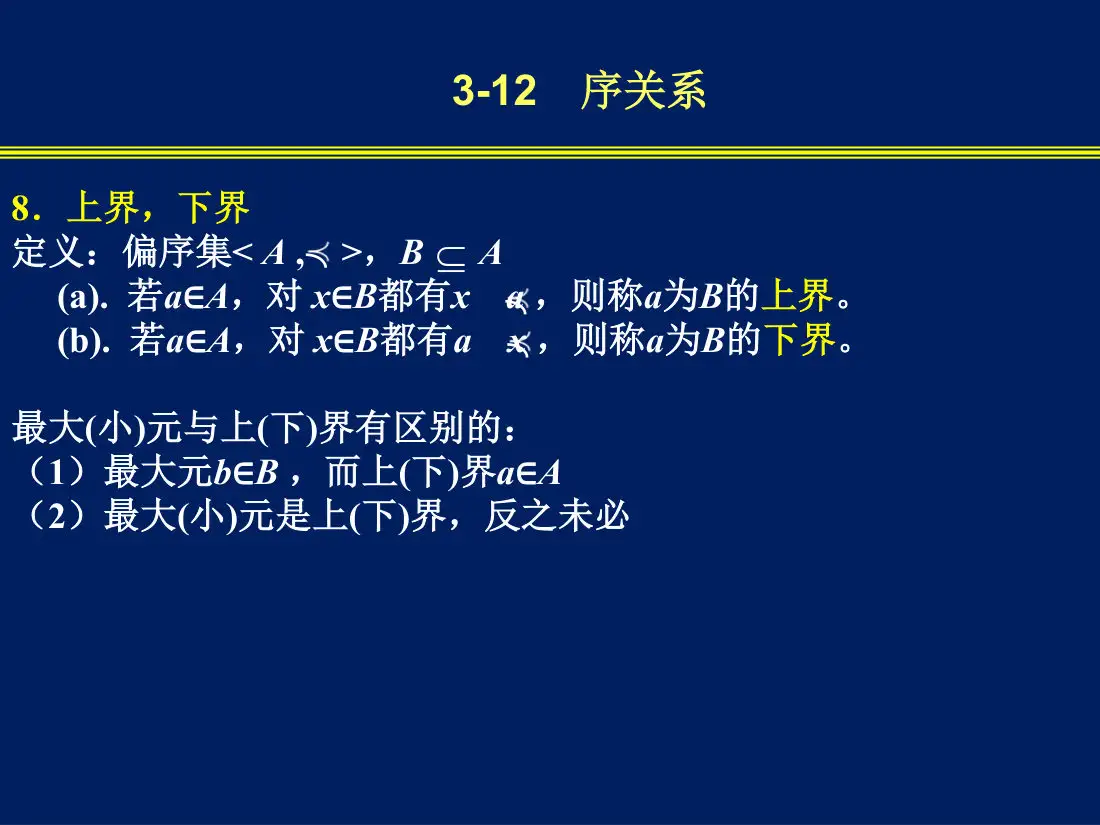 3-12 序关系
8．上界，下界
定义：偏序集< A ,≼ >，B ⊆ A
(a). 若a∈A，对 x∈B都有x ≼ a ，则称a为B的上界。
(b). 若a∈A，对 x∈B都有a ≼ x ，则称a为B的下界。
最大(小)元与上(下)界有区别的：
（1）最大元b∈B ，而上(下)界a∈A
（2）最大(小)元是上(下)界，反之未必